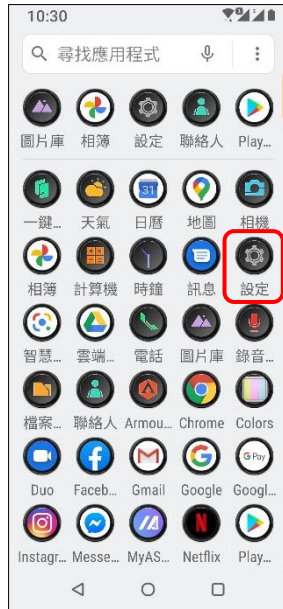 10:30
尋找應用程式
圖片庫 相簿 設定 聯絡人 Play...
31
一鍵... 天氣 日曆 地圖 相機
相簿 計算機 時鐘 訊息 設定
智慧... 雲端... 電話 圖片庫 錄音...
檔案... 聯絡人 Armou... Chrome Colors
G Pay
Duo Faceb... Gmail Google Googl...
Instagr... Messe... MyAS... Netflix Play...